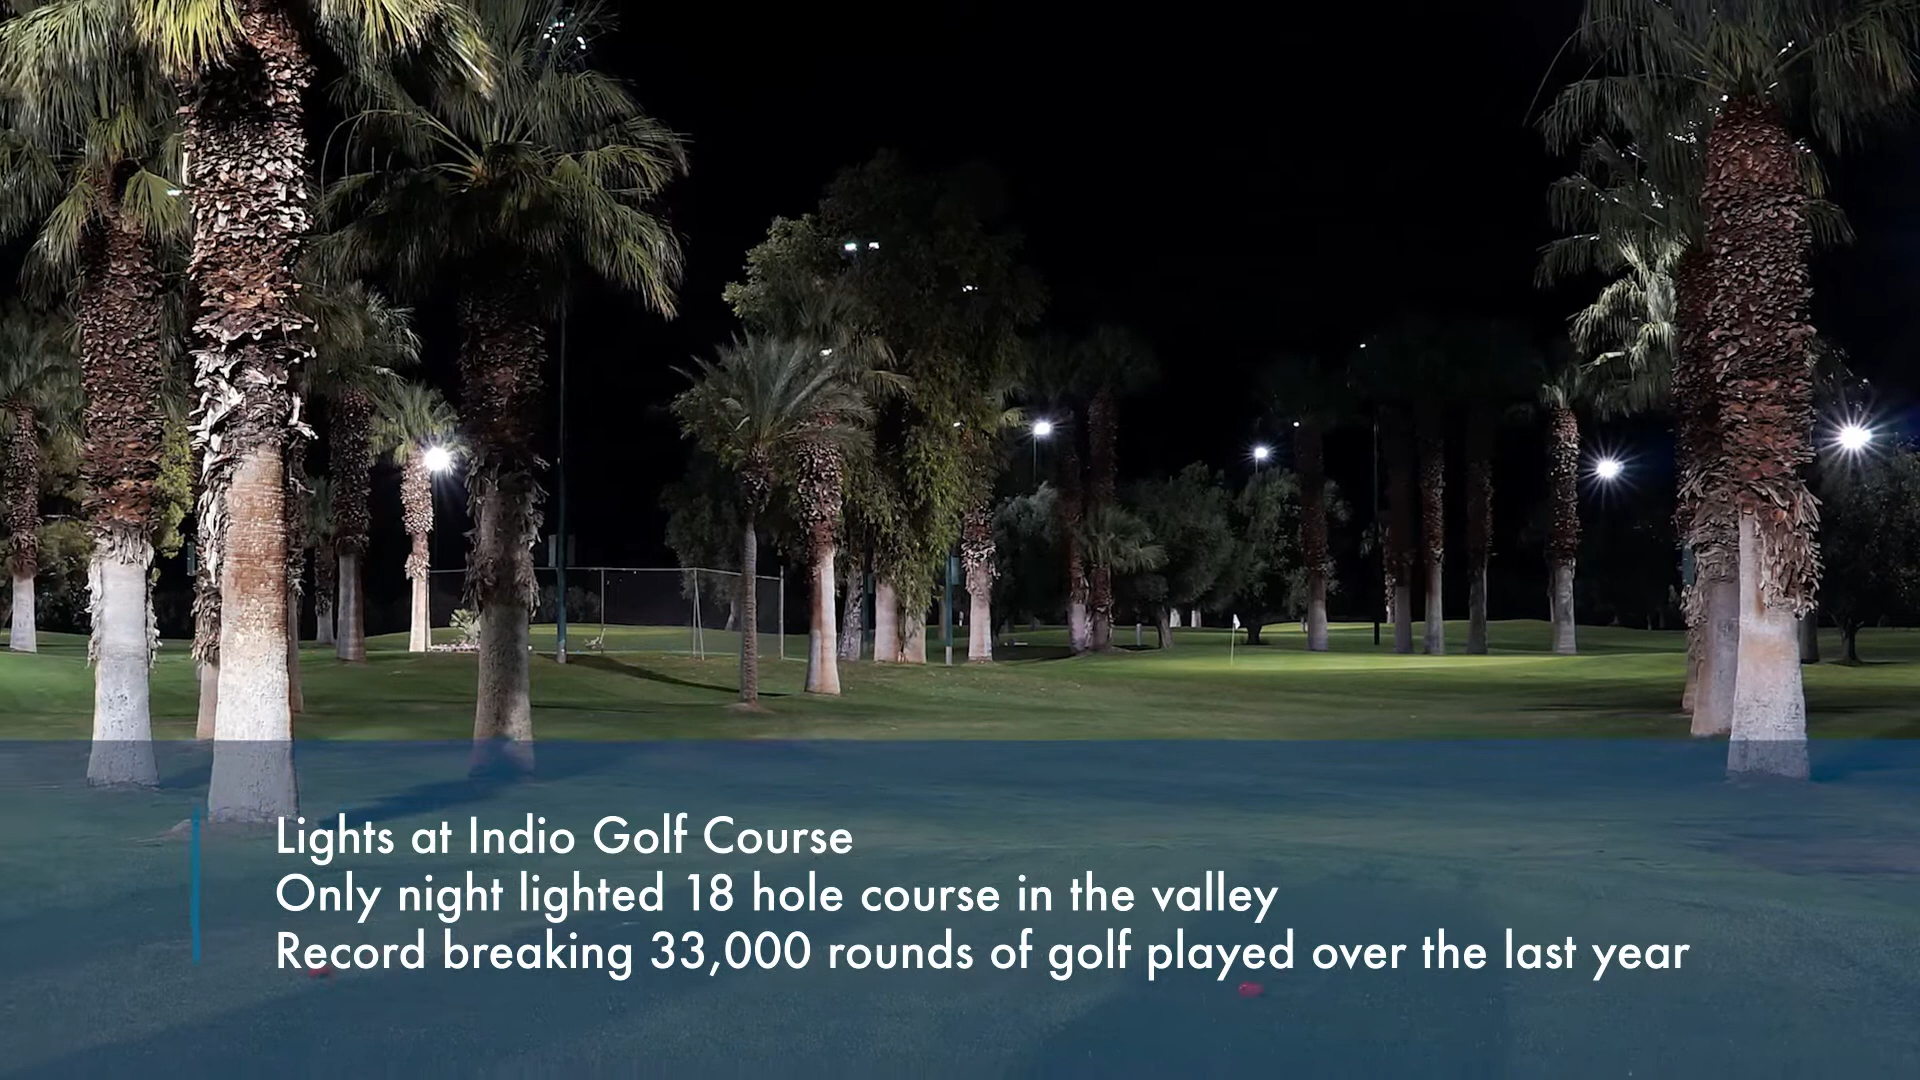 Lights at Indio Golf Course
Only night lighted 18 hole course in the valley
Record breaking 33,000 rounds of golf played over the last year